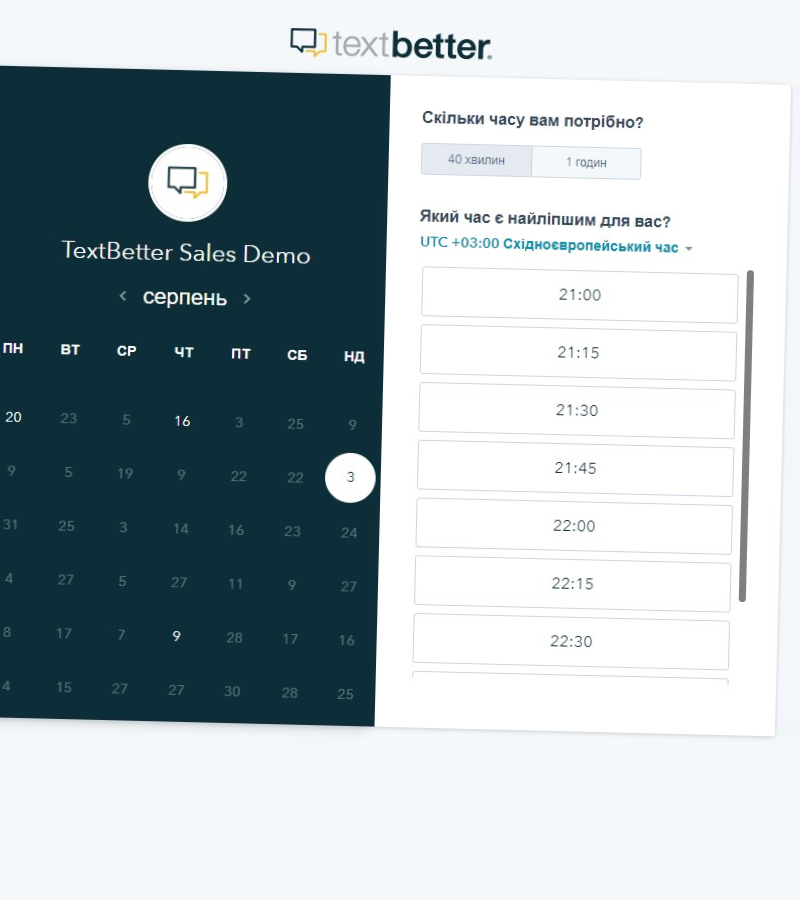 textbetter.
TextBetter Sales Demo
серпень
ПН ВТ СР ЧТ ПТ СБ НД
20 23 5 16 3 25 9
9 5 19 9 22 22 3
31 25 3 14 16 23 24
4 27 5 27 11 9 27
8 17 7 9 28 17 16
4 15 27 27 30 28 25
Скільки часу вам потрібно?
40 хвилин 1 годин
Який час є найліпшим для вас?
UTC +03:00 Східноєвропейський час
21:00
21:15
21:30
21:45
22:00
22:15
22:30